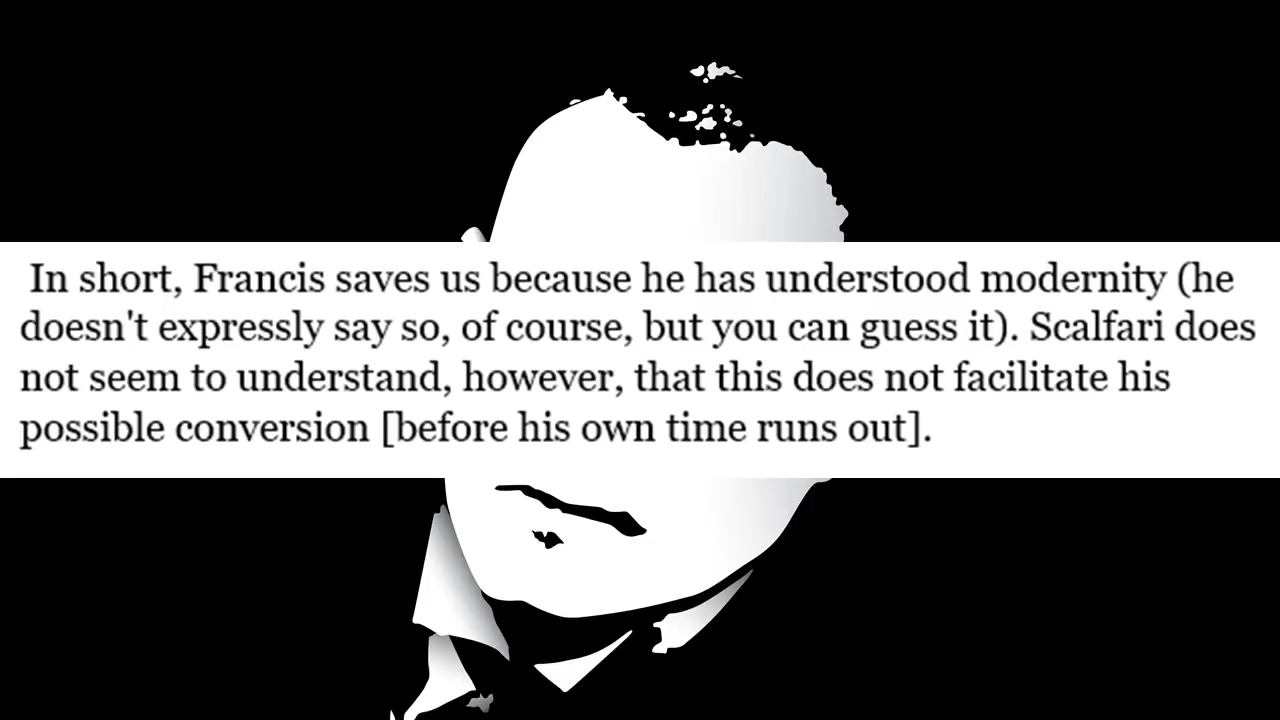 In short, Francis saves us because he has understood modernity (he
doesn't expressly say so, of course, but you can guess it). Scalfari does
not seem to understand, however, that this does not facilitate his
possible conversion [before his own time runs out].